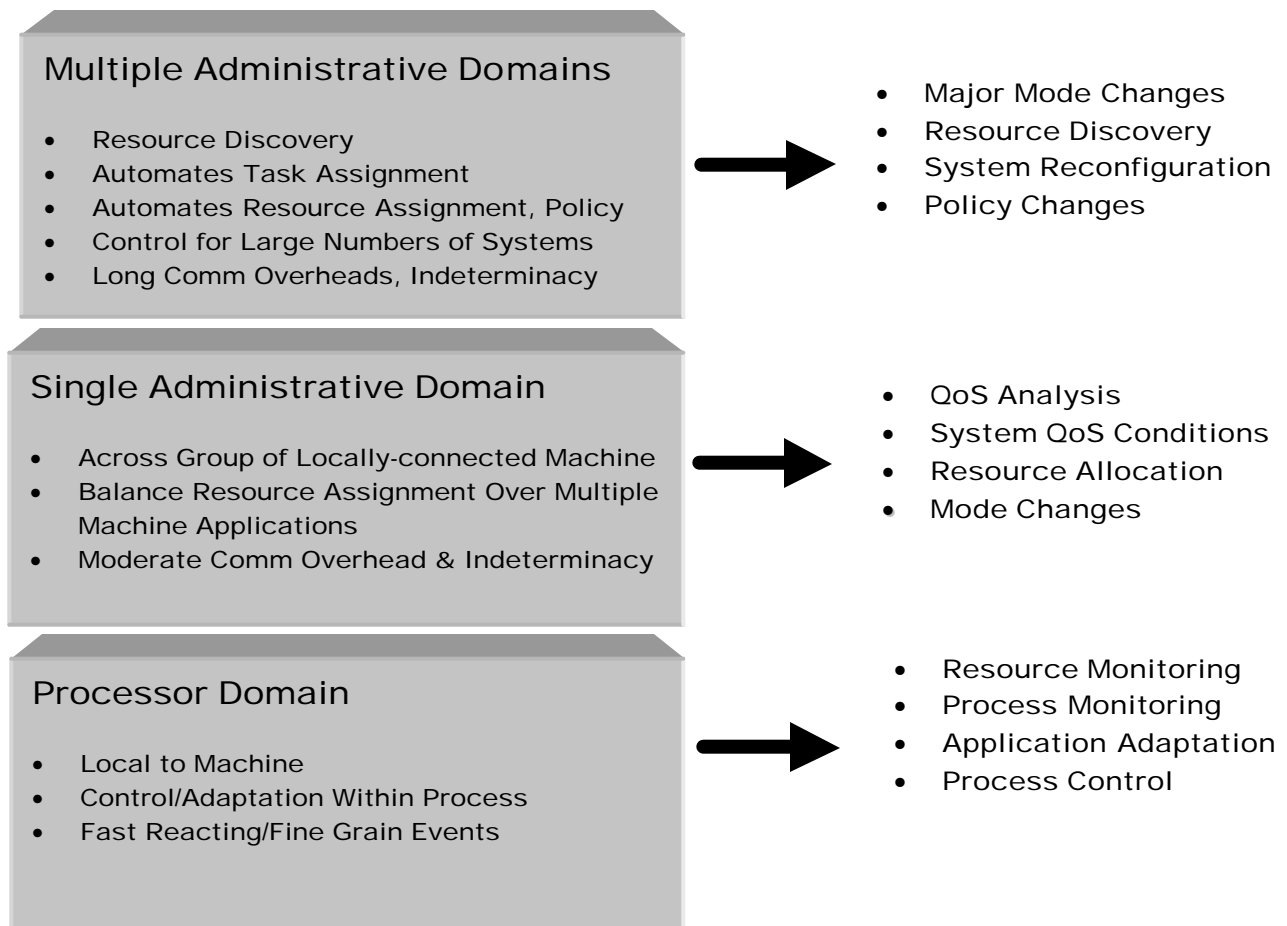 Multiple Administrative Domains
• Resource Discovery
• Automates Task Assignment
• Automates Resource Assignment, Policy
• Control for Large Numbers of Systems
• Long Comm Overheads, Indeterminacy
• Major Mode Changes
• Resource Discovery
• System Reconfiguration
• Policy Changes
Single Administrative Domain
• Across Group of Locally-connected Machine
• Balance Resource Assignment Over Multiple
Machine Applications
• Moderate Comm Overhead & Indeterminacy
• QoS Analysis
• System QoS Conditions
• Resource Allocation
• Mode Changes
Processor Domain
• Local to Machine
• Control/Adaptation Within Process
• Fast Reacting/Fine Grain Events
• Resource Monitoring
• Process Monitoring
• Application Adaptation
• Process Control